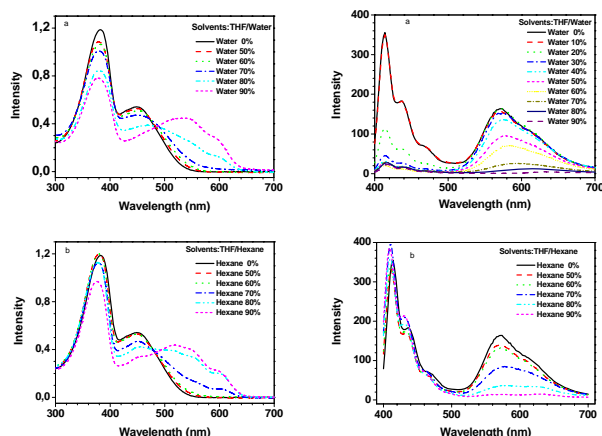 a
Solvents:THF/Water
Water 0%
Water 50%
Water 60%
Water 70%
Water 80%
Water 90%
Intensity
1,2
0,8
0,4
0,0
300 400 500 600 700
Wavelength (nm)
a
Solvents:THF/Water
Water 0%
Water 10%
Water 20%
Water 30%
Water 40%
Water 50%
Water 60%
Water 70%
Water 80%
Water 90%
Intensity
400
300
200
100
0
400 500 600 700
Wavelength (nm)
b
Solvents:THF/Hexane
Hexane 0%
Hexane 50%
Hexane 60%
Hexane 70%
Hexane 80%
Hexane 90%
Intensity
1,2
0,8
0,4
0,0
300 400 500 600 700
Wavelength (nm)
b
Solvents:THF/Hexane
Hexane 0%
Hexane 50%
Hexane 60%
Hexane 70%
Hexane 80%
Hexane 90%
Intensity
400
300
200
100
0
400 500 600 700
Wavelength (nm)